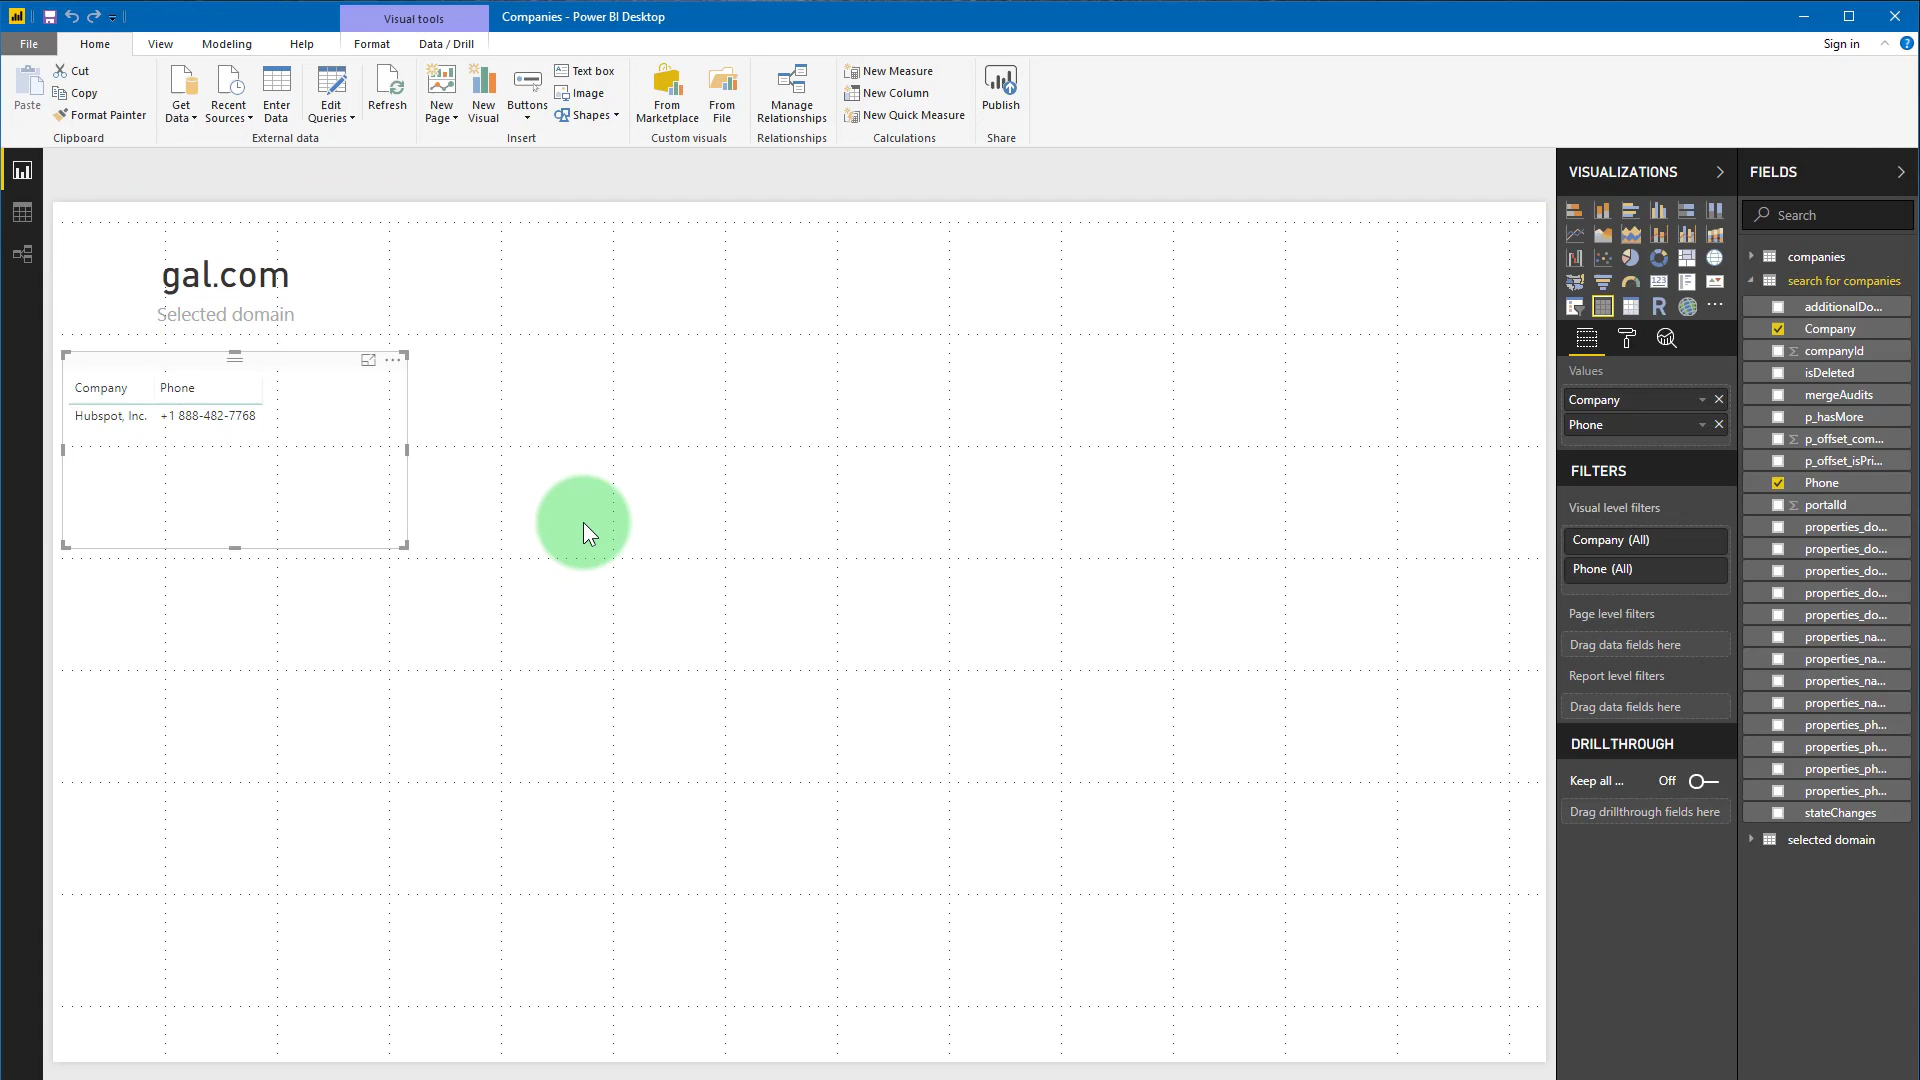 Visual tools
Companies - Power BI Desktop
File
Home
View
Modeling
Help
Format
Data / Drill
Sign in
?
Paste
Cut
Copy
Format Painter
Clipboard
Get Data
Recent Sources
Enter Data
Edit Queries
Refresh
External data
New Page
New Visual
Buttons
Text box
Image
Shapes
Insert
From Marketplace
From File
Custom visuals
Manage Relationships
Relationships
New Measure
New Column
New Quick Measure
Calculations
Publish
Share
gal.com
Selected domain
Company Phone
Hubspot, Inc. +1 888-482-7768
VISUALIZATIONS
123
R
Values
Company
Phone
FILTERS
Visual level filters
Company (All)
Phone (All)
Page level filters
Drag data fields here
Report level filters
Drag data fields here
DRILLTHROUGH
Keep all ... Off
Drag drillthrough fields here
FIELDS
Search
companies
search for companies
additionalDo...
Company
Σ companyId
isDeleted
mergeAudits
p_hasMore
Σ p_offset_com...
p_offset_isPri...
Phone
Σ portalId
properties_do...
properties_do...
properties_do...
properties_do...
properties_do...
properties_na...
properties_na...
properties_na...
properties_na...
properties_ph...
properties_ph...
properties_ph...
properties_ph...
stateChanges
selected domain